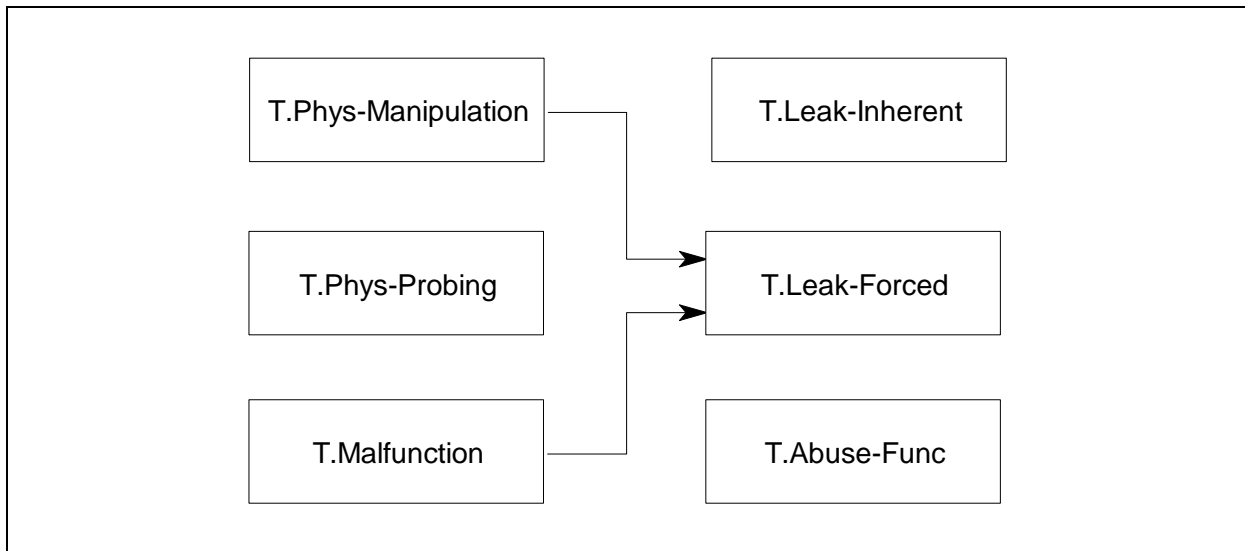 T.Phys-Manipulation
T.Leak-Inherent
T.Phys-Probing
T.Leak-Forced
T.Malfunction
T.Abuse-Func